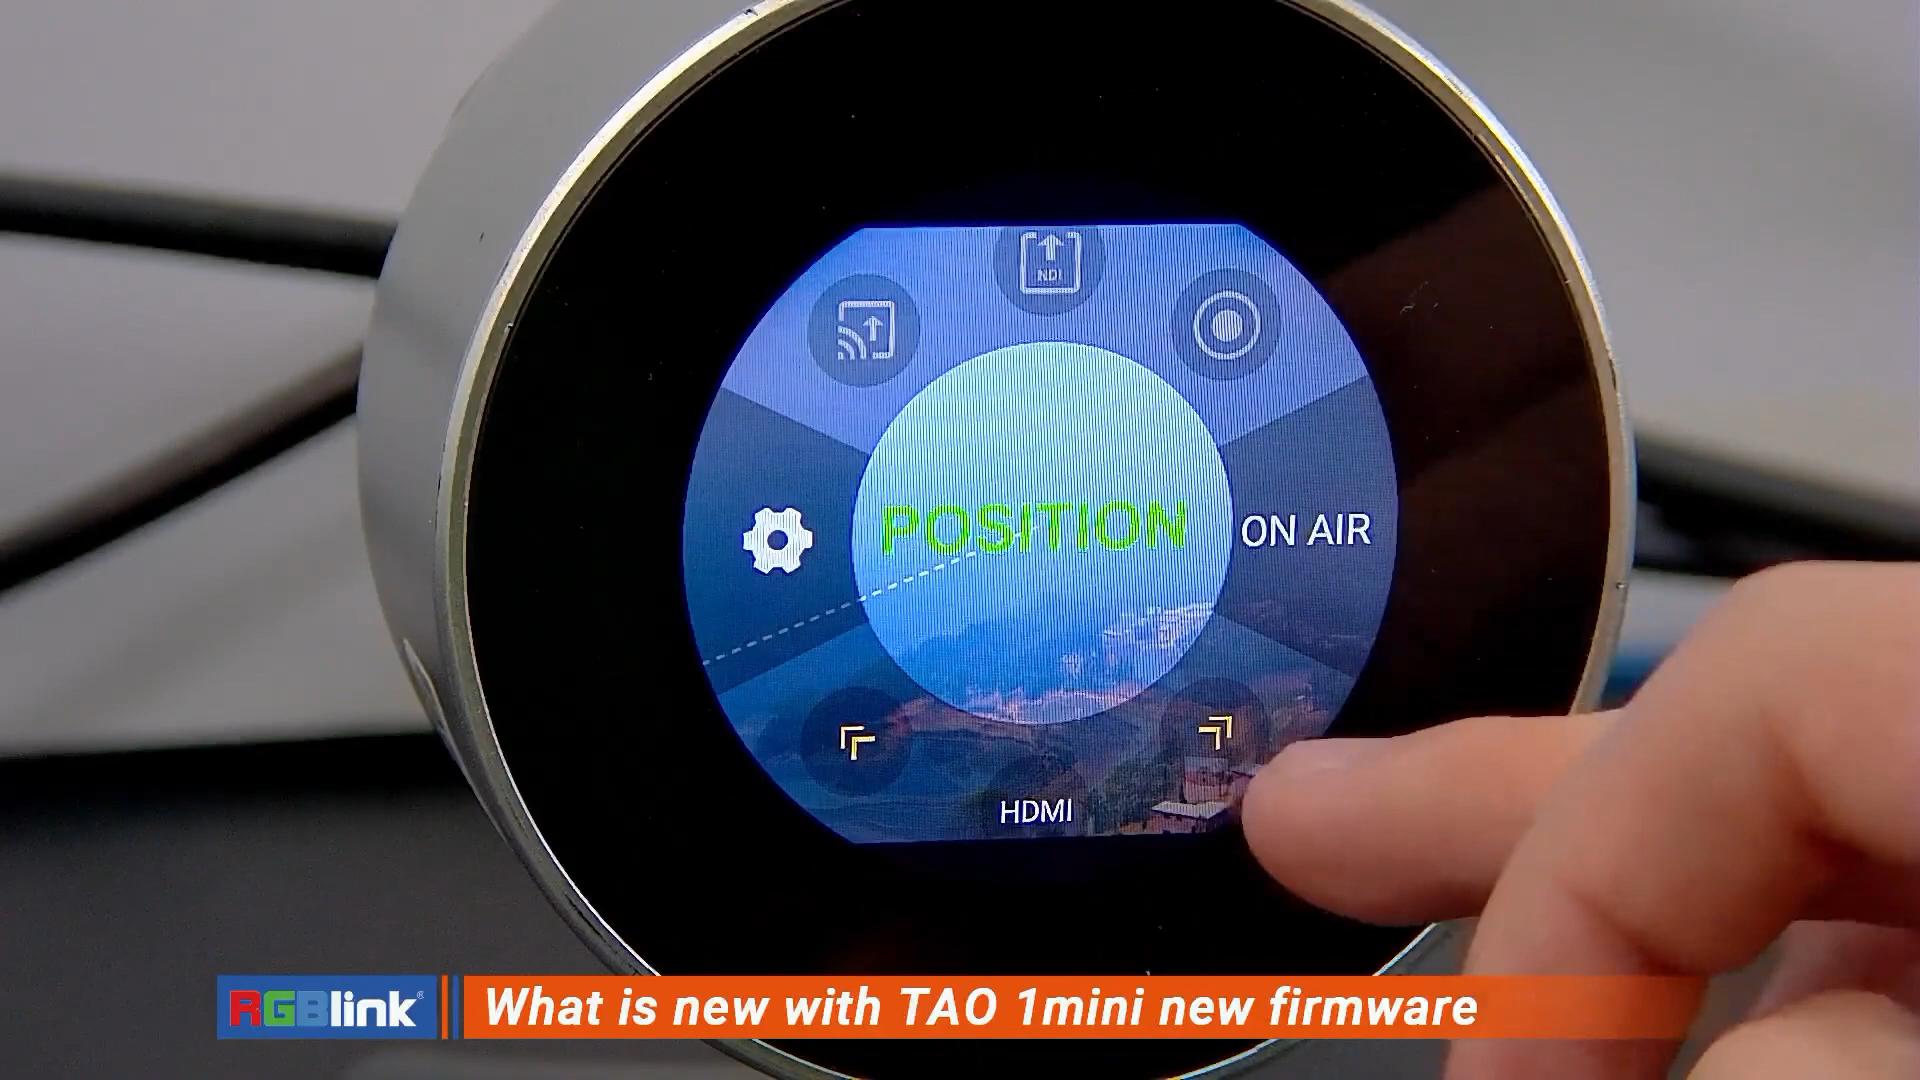 NDI
POSITION
ON AIR
HDMI
RGBlink®
What is new with TAO 1mini new firmware